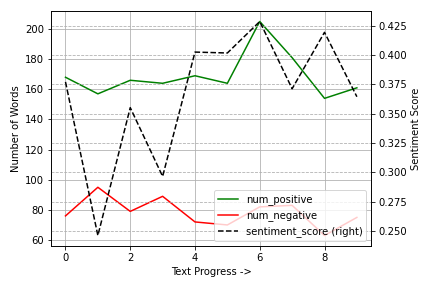 200
180
160
140
120
100
80
60
Number of Words
0.425
0.400
0.375
0.350
0.325
0.300
0.275
0.250
Sentiment Score
num_positive
num_negative
sentiment_score (right)
0 2 4 6 8
Text Progress ->